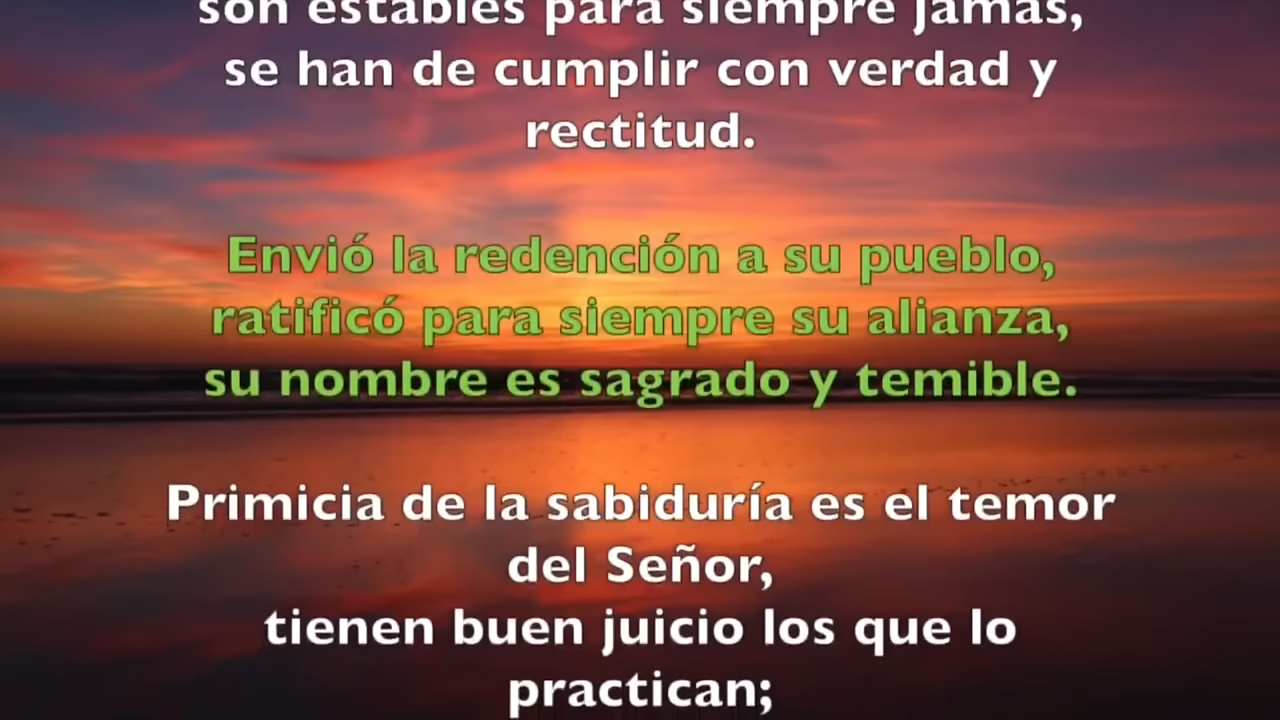 son estables para siempre jamás,
se han de cumplir con verdad y
rectitud.
Envió la redención a su pueblo,
ratificó para siempre su alianza,
su nombre es sagrado y temible.
Primicia de la sabiduría es el temor
del Señor,
tienen buen juicio los que lo
practican;